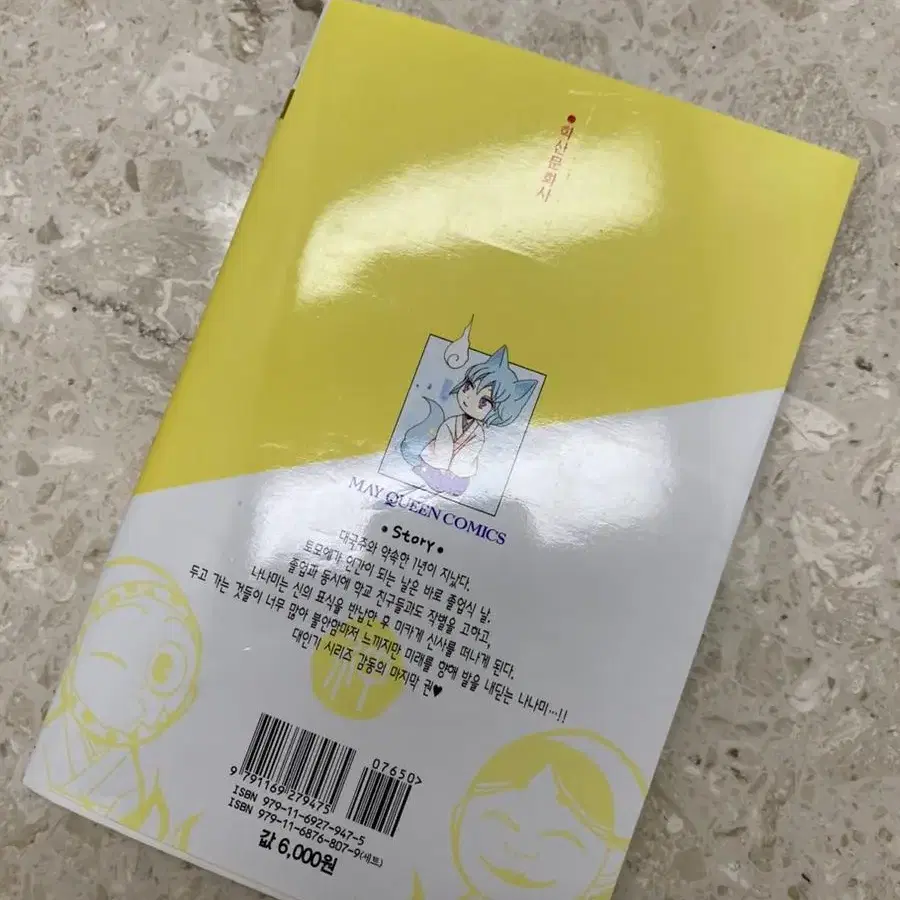 학산문화사
MAY QUEEN COMICS
• Story •
대국주와 약속한 1년이 지났다.
토모에가 인간이 되는 날은 바로 졸업식 날.
졸업과 동시에 학교 친구들과도 작별을 고하고,
나나미는 신의 표식을 반납한 후 미카게 신사를 떠나게 된다.
두고 가는 것들이 너무 많아 불안함마저 느끼지만 미래를 향해 발을 내딛는 나나미…!!
대인기 시리즈 감동의 마지막 권♥
07650>
9 791169 279475
ISBN 979-11-6927-947-5
ISBN 979-11-6876-807-9(세트)
값 6,000원